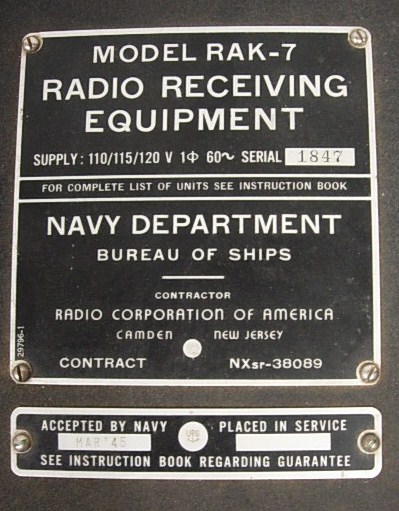 MODEL RAK-7
RADIO RECEIVING
EQUIPMENT
SUPPLY: 110/115/120 V 1Φ 60~ SERIAL 1847
FOR COMPLETE LIST OF UNITS SEE INSTRUCTION BOOK
NAVY DEPARTMENT
BUREAU OF SHIPS
CONTRACTOR
RADIO CORPORATION OF AMERICA
CAMDEN NEW JERSEY
CONTRACT NXsr-38089
29796-1
ACCEPTED BY NAVY PLACED IN SERVICE
MAR '45
SEE INSTRUCTION BOOK REGARDING GUARANTEE